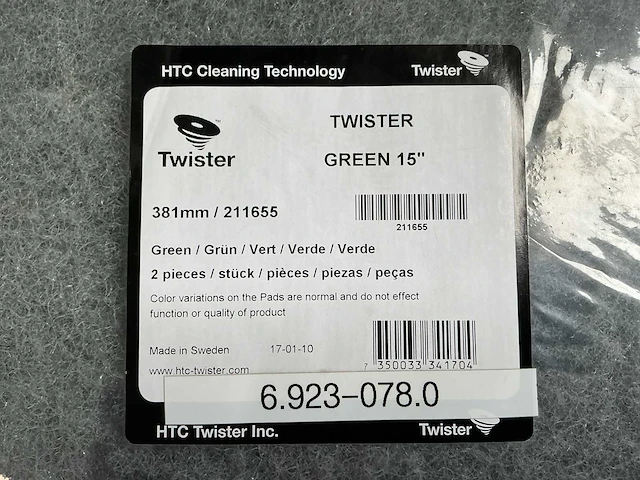 HTC Cleaning Technology Twister
Twister
TWISTER
GREEN 15"
381mm / 211655
211655
Green / Grün / Vert / Verde / Verde
2 pieces / stück / pièces / piezas / peças
Color variations on the Pads are normal and do not effect
function or quality of product
Made in Sweden 17-01-10
7 350033 341704
www.htc-twister.com
6.923-078.0
HTC Twister Inc. Twister